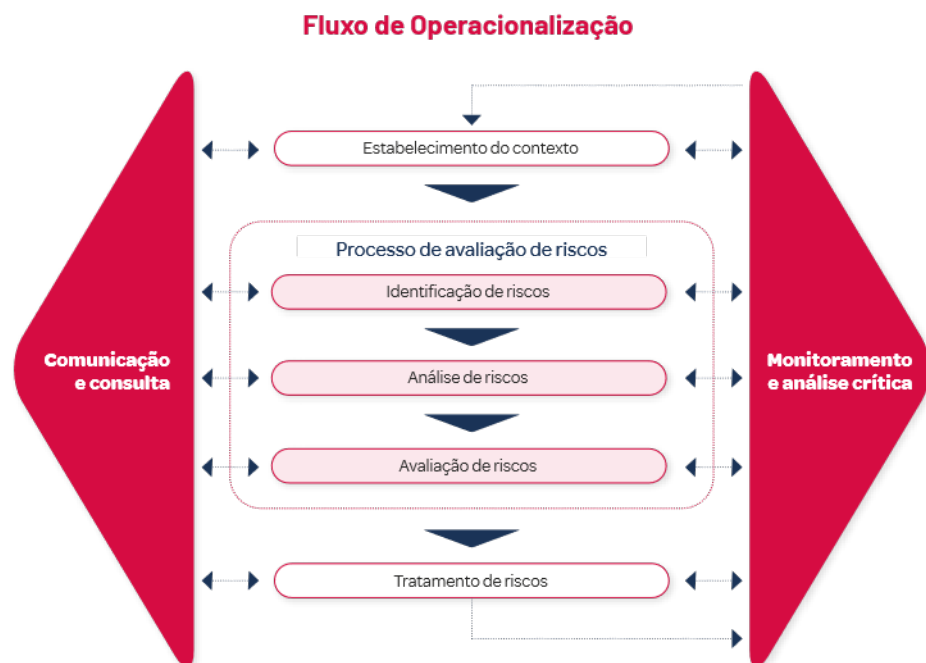 Fluxo de Operacionalização
Estabelecimento do contexto
Processo de avaliação de riscos
Identificação de riscos
Comunicação
e consulta
Análise de riscos
Monitoramento
e análise crítica
Avaliação de riscos
Tratamento de riscos